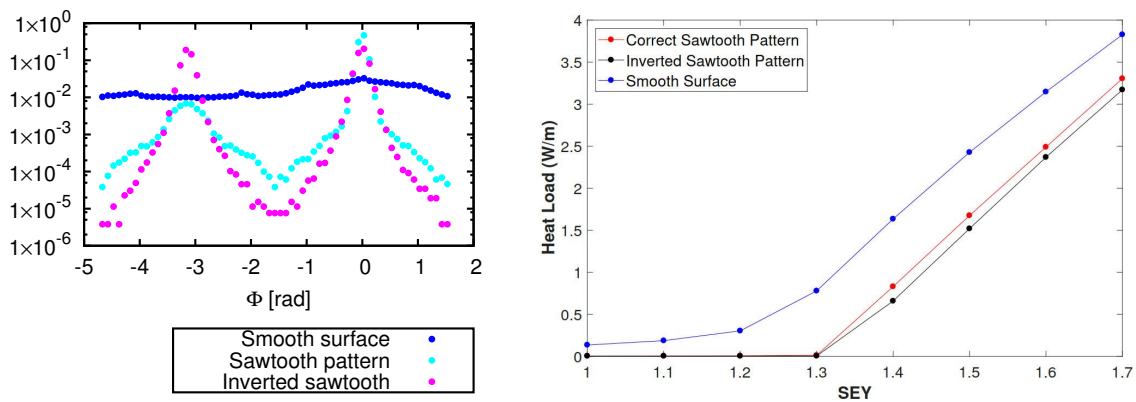 1×10^0
1×10^-1
1×10^-2
1×10^-3
1×10^-4
1×10^-5
1×10^-6
-5 -4 -3 -2 -1 0 1 2
Φ [rad]
Smooth surface
Sawtooth pattern
Inverted sawtooth
4
3.5
3
2.5
2
1.5
1
0.5
0
Heat Load (W/m)
Correct Sawtooth Pattern
Inverted Sawtooth Pattern
Smooth Surface
1 1.1 1.2 1.3 1.4 1.5 1.6 1.7
SEY